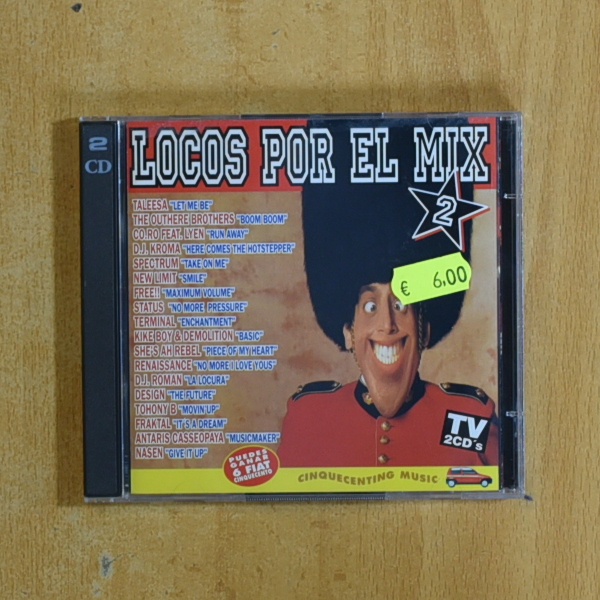 2
CD
LOCOS POR EL MIX
2
TALEESA "LET ME BE"
THE OUTHERE BROTHERS "BOOM BOOM"
CO.RO FEAT. LYEN "RUN AWAY"
D.J. KROMA "HERE COMES THE HOTSTEPPER"
SPECTRUM "TAKE ON ME"
NEW LIMIT "SMILE"
FREE!! "MAXIMUM VOLUME"
STATUS "NO MORE PRESSURE"
TERMINAL "ENCHANTMENT"
KIKE BOY & DEMOLITION "BASIC"
SHE'S AH REBEL "PIECE OF MY HEART"
RENAISSANCE "NO MORE I LOVE YOUS"
D.J. ROMAN "LA LOCURA"
DESIGN "THE FUTURE"
TOHONY B "MOVIN'UP"
FRAKTAL "IT'S A DREAM"
ANTARIS CASSEOPAYA "MUSICMAKER"
NASEN "GIVE IT UP"
€ 6,00
TV
2CD's
PUEDES
GANAR
6 FIAT
CINQUECENTO
CINQUECENTING MUSIC